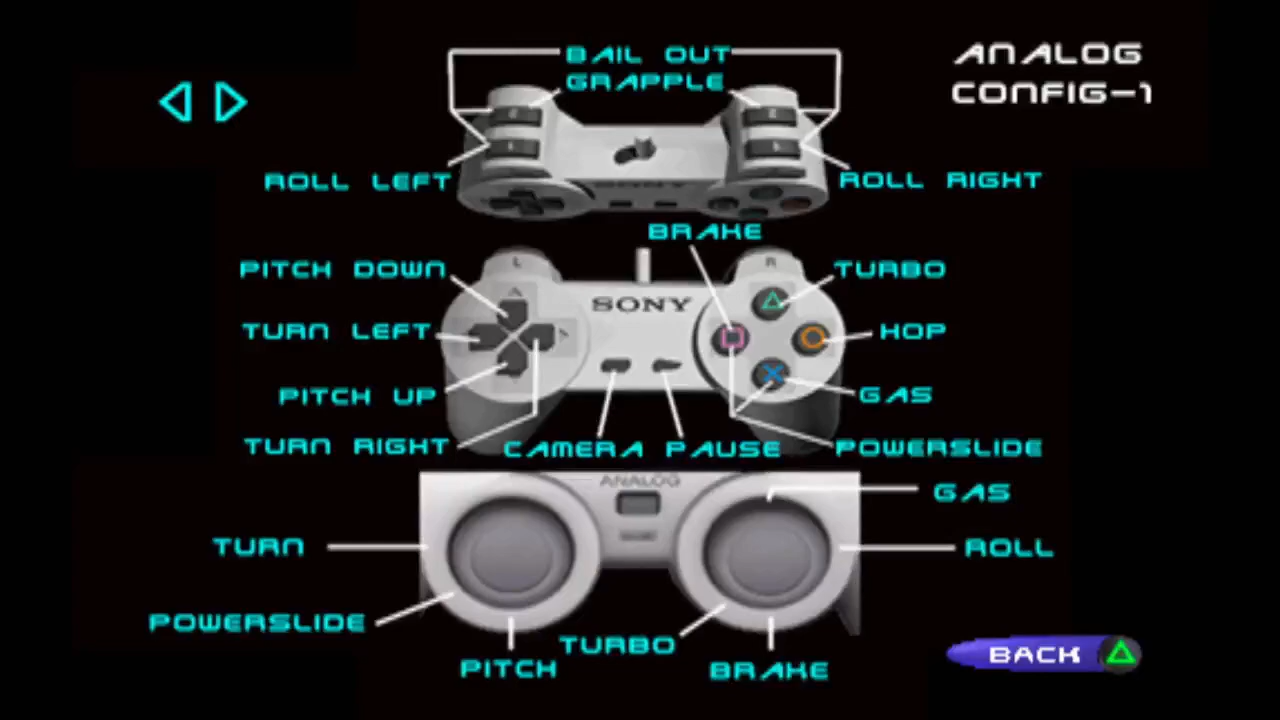 BAIL OUT
GRAPPLE
ANALOG
CONFIG-1
ROLL LEFT
ROLL RIGHT
BRAKE
PITCH DOWN
L
R
TURBO
SONY
TURN LEFT
HOP
PITCH UP
GAS
TURN RIGHT
CAMERA
PAUSE
POWERSLIDE
ANALOG
GAS
TURN
ROLL
POWERSLIDE
TURBO
PITCH
BRAKE
BACK